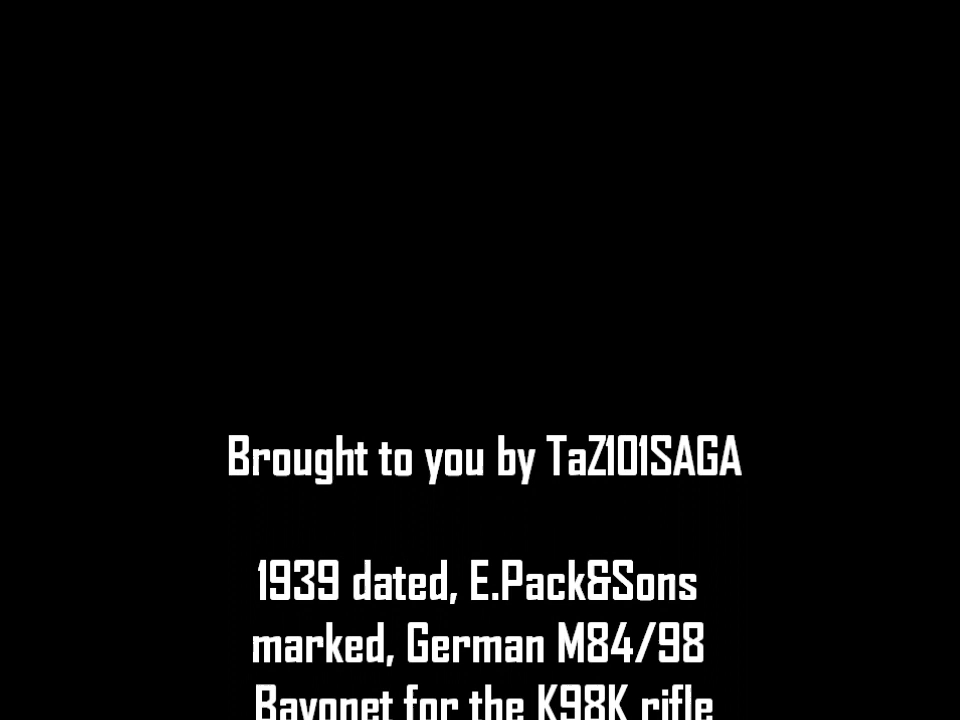 Brought to you by TaZ101SAGA
1939 dated, E.Pack&Sons
marked, German M84/98
Bayonet for the K98K rifle